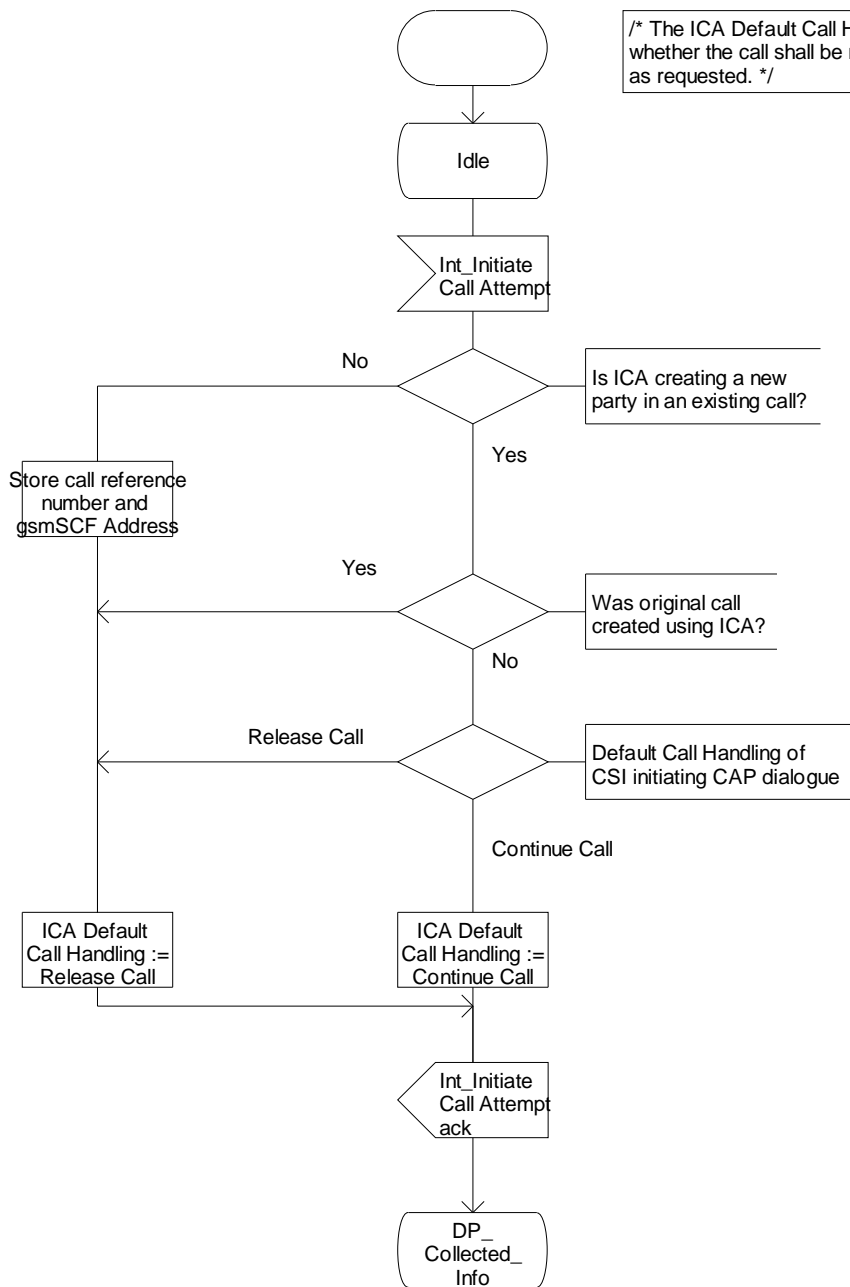 /* The ICA Default Call
whether the call shall be
as requested. */
Idle
Int_Initiate
Call Attempt
No
Is ICA creating a new
party in an existing call?
Yes
Store call reference
number and
gsmSCF Address
Yes
Was original call
created using ICA?
No
Release Call
Default Call Handling of
CSI initiating CAP dialogue
Continue Call
ICA Default
Call Handling :=
Release Call
ICA Default
Call Handling :=
Continue Call
Int_Initiate
Call Attempt
ack
DP_
Collected_
Info